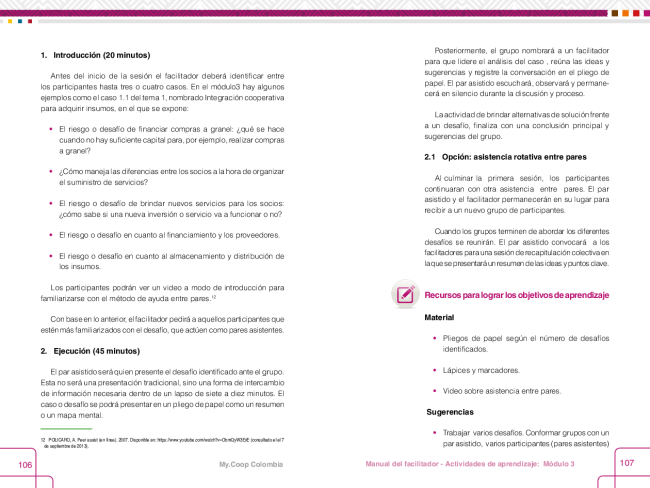 1. Introducción (20 minutos)
Antes del inicio de la sesión el facilitador deberá identificar entre
los participantes hasta tres o cuatro casos. En el módulo3 hay algunos
ejemplos como el caso 1.1 del tema 1, nombrado Integración cooperativa
para adquirir insumos, en el que se expone:
• El riesgo o desafío de financiar compras a granel: ¿qué se hace
cuando no hay suficiente capital para, por ejemplo, realizar compras
a granel?
• ¿Cómo maneja las diferencias entre los socios a la hora de organizar
el suministro de servicios?
• El riesgo o desafío de brindar nuevos servicios para los socios:
¿cómo sabe si una nueva inversión o servicio va a funcionar o no?
• El riesgo o desafío en cuanto al financiamiento y los proveedores.
• El riesgo o desafío en cuanto al almacenamiento y distribución de
los insumos.
Los participantes podrán ver un video a modo de introducción para
familiarizarse con el método de ayuda entre pares.12
Con base en lo anterior, el facilitador pedirá a aquellos participantes que
estén más familiarizados con el desafío, que actúen como pares asistentes.
2. Ejecución (45 minutos)
El par asistido será quien presente el desafío identificado ante el grupo.
Esta no será una presentación tradicional, sino una forma de intercambio
de información necesaria dentro de un lapso de siete a diez minutos. El
caso o desafío se podrá presentar en un pliego de papel como un resumen
o un mapa mental.
12 POLICARD, A. Peer assist (en línea). 2007. Disponible en:
de septiembre de 2013).
106
My.Coop Colombia
Posteriormente, el grupo nombrará a un facilitador
para que lidere el análisis del caso , reúna las ideas y
sugerencias y registre la conversación en el pliego de
papel. El par asistido escuchará, observará y permane-
cerá en silencio durante la discusión y proceso.
La actividad de brindar alternativas de solución frente
a un desafío, finaliza con una conclusión principal y
sugerencias del grupo.
2.1 Opción: asistencia rotativa entre pares
Al culminar la primera sesión, los participantes
continuaran con otra asistencia entre pares. El par
asistido y el facilitador permanecerán en su lugar para
recibir a un nuevo grupo de participantes.
Cuando los grupos terminen de abordar los diferentes
desafíos se reunirán. El par asistido convocará a los
facilitadores para una sesión de recapitulación colectiva en
la que se presentará un resumen de las ideas y puntos clave.
Recursos para lograr los objetivos de aprendizaje
Material
• Pliegos de papel según el número de desafíos
identificados.
• Lápices y marcadores.
• Video sobre asistencia entre pares.
Sugerencias
• Trabajar varios desafíos. Conformar grupos con un
par asistido, varios participantes (pares asistentes)
Manual del facilitador - Actividades de aprendizaje: Módulo 3
107